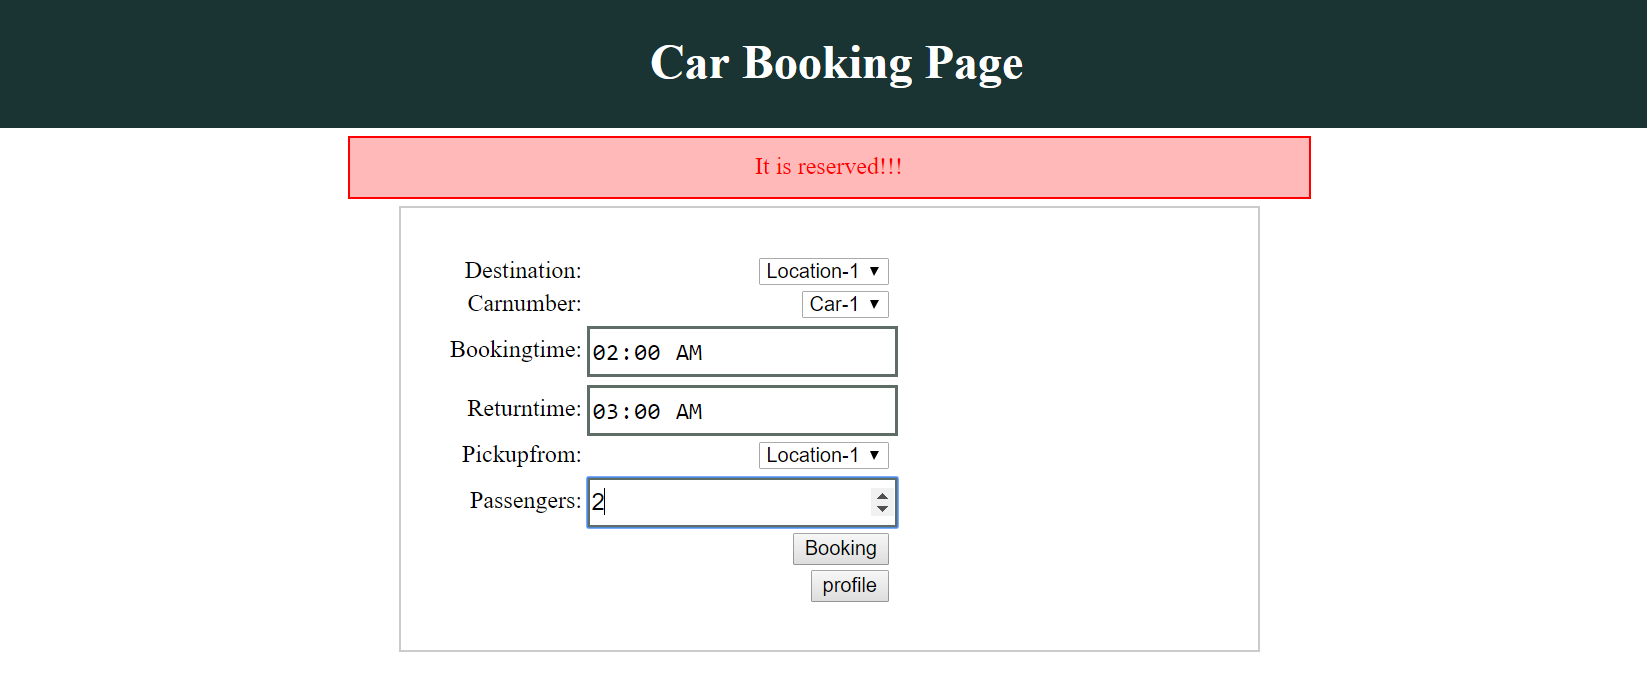 Car Booking Page
It is reserved!!!
Destination: Location-1
Carnumber: Car-1
Bookingtime: 02:00 AM
Returntime: 03:00 AM
Pickupfrom: Location-1
Passengers: 2
Booking
profile